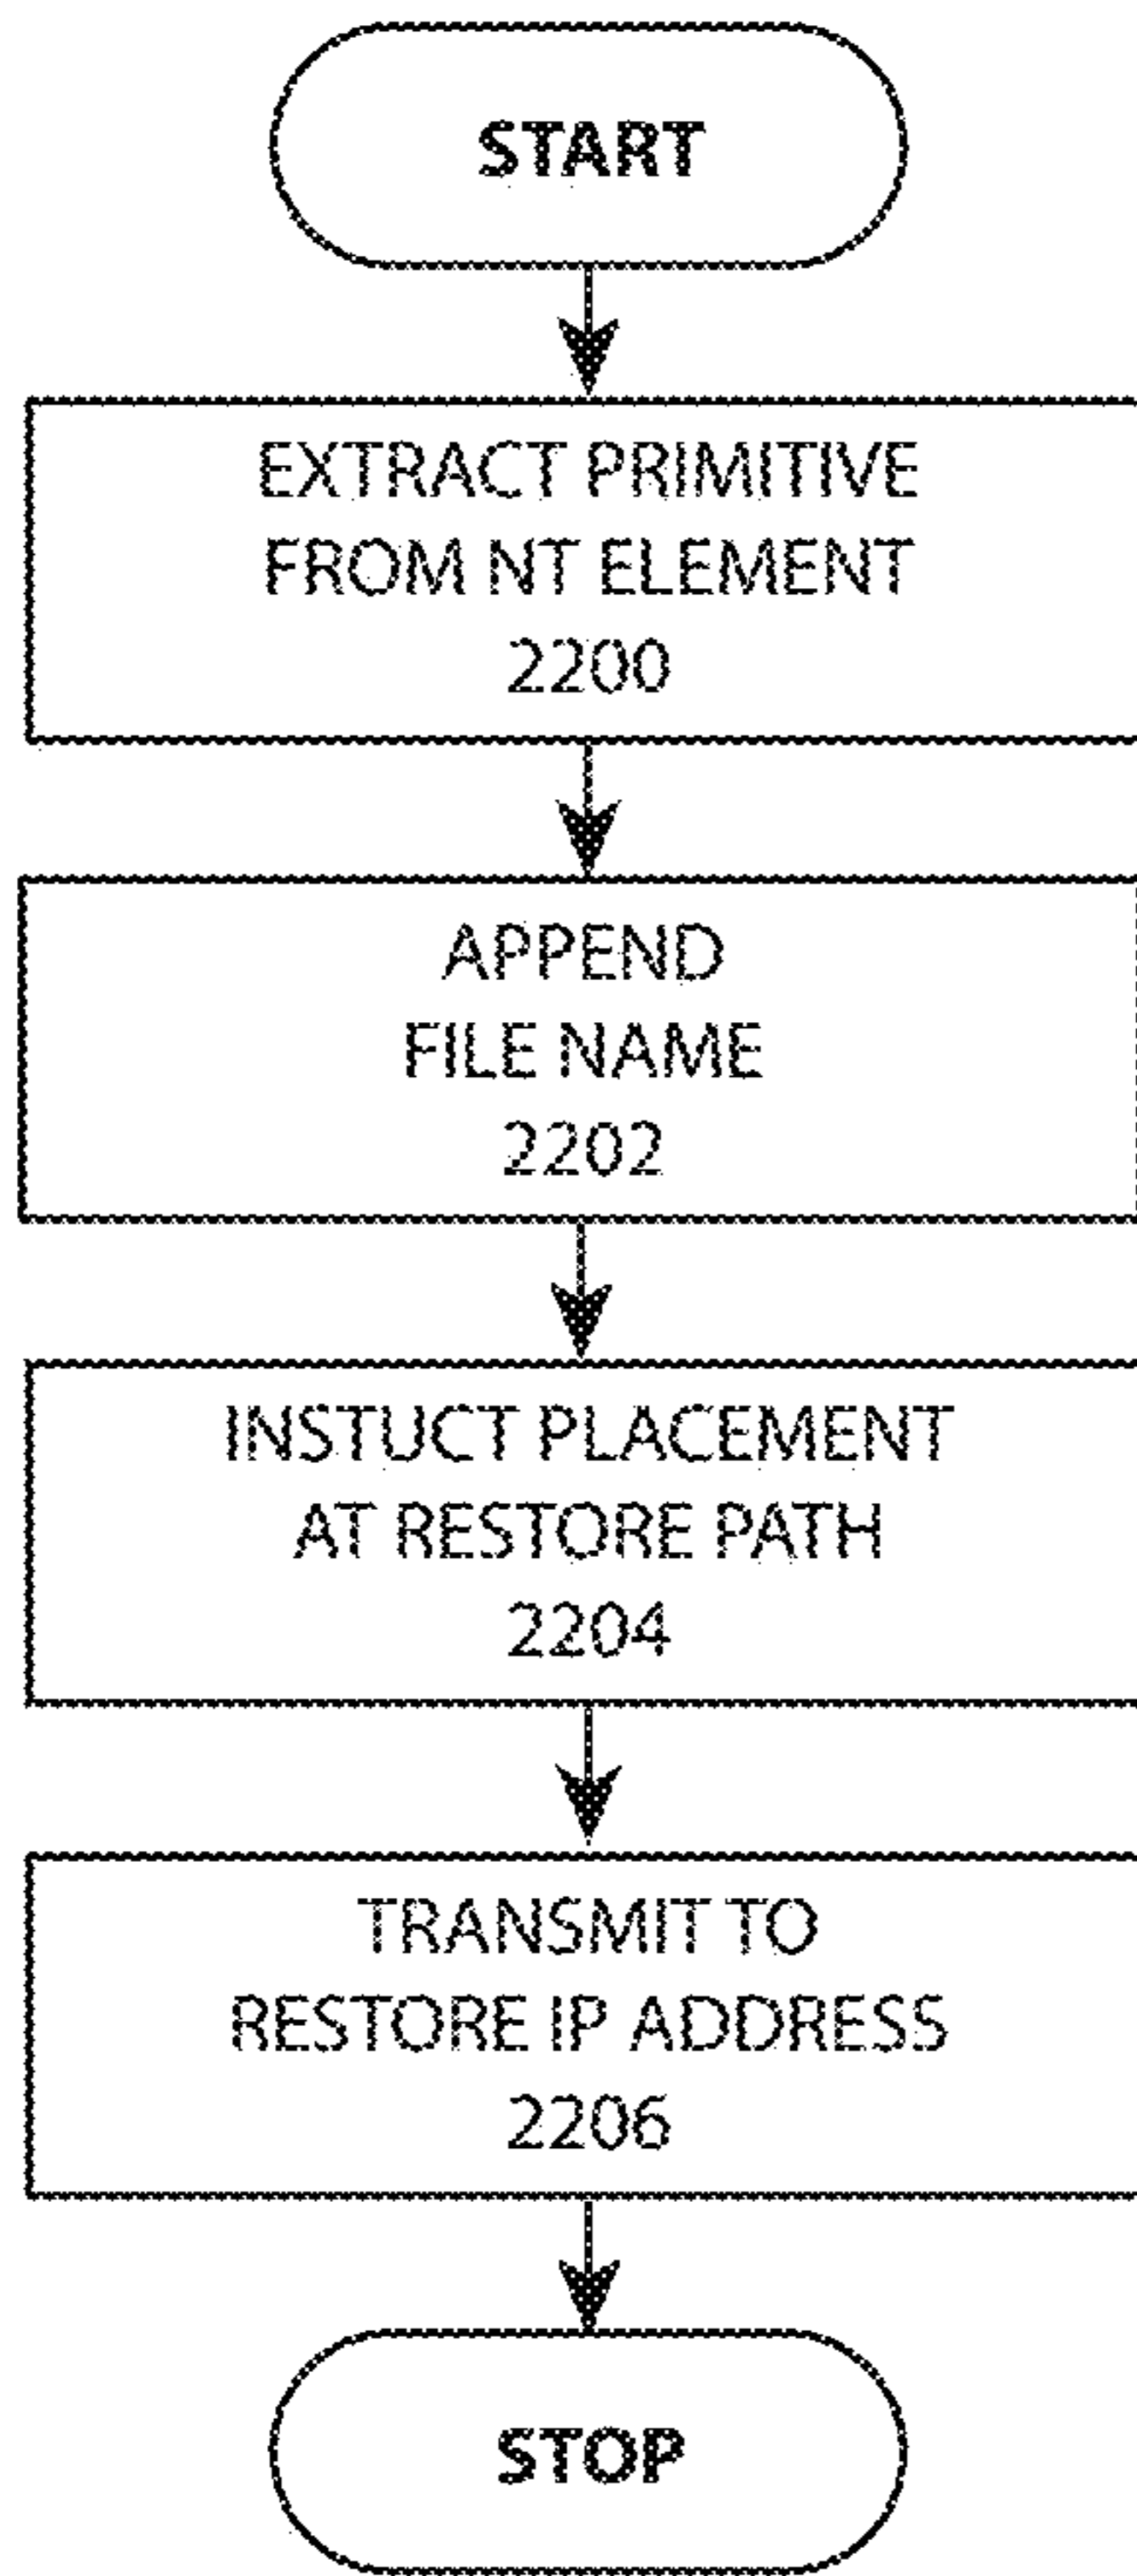 START
EXTRACT PRIMITIVE
FROM NT ELEMENT
2200
APPEND
FILE NAME
2202
INSTUCT PLACEMENT
AT RESTORE PATH
2204
TRANSMIT TO
RESTORE IP ADDRESS
2206
STOP